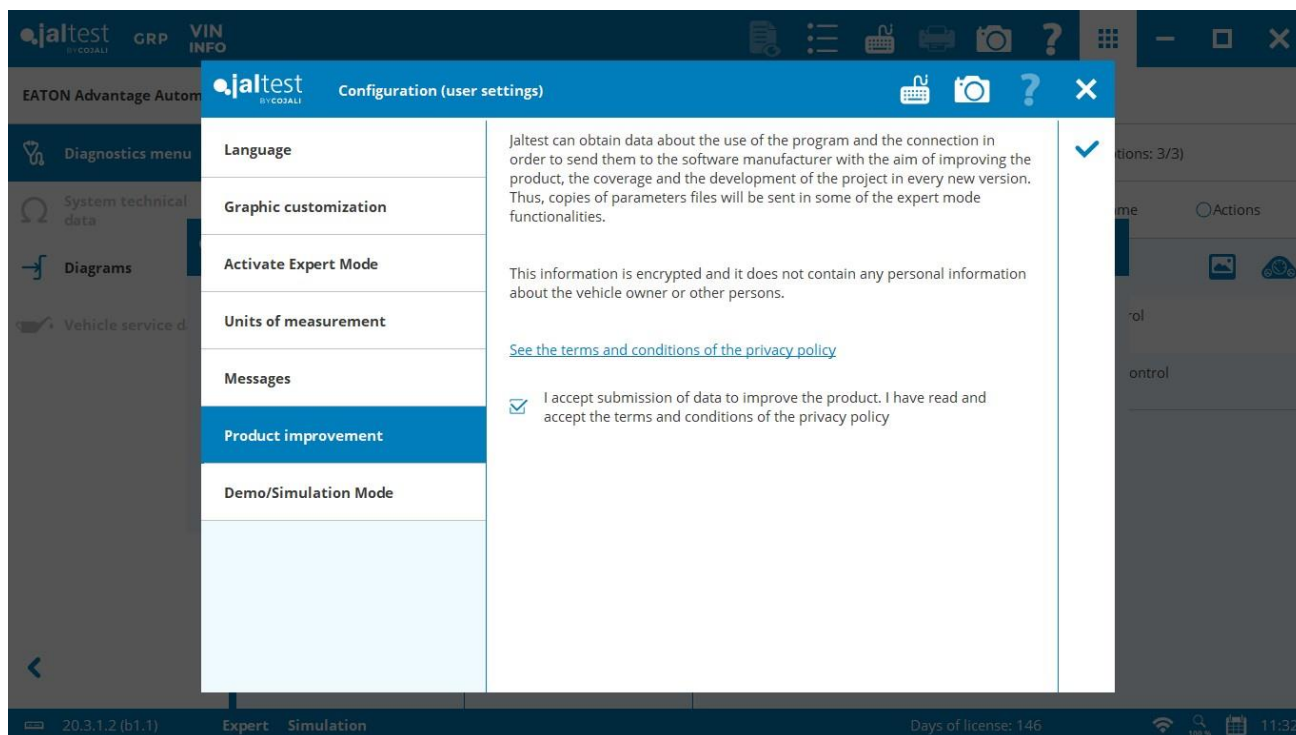 jaltest
BY COJALI
GRP
VIN
INFO
?
EATON Advantage Autom
jaltest
BY COJALI
Configuration (user settings)
?
Diagnostics menu
System technical
data
Diagrams
Vehicle service d
Language
Graphic customization
Activate Expert Mode
Units of measurement
Messages
Product improvement
Demo/Simulation Mode
Jaltest can obtain data about the use of the program and the connection in
order to send them to the software manufacturer with the aim of improving the
product, the coverage and the development of the project in every new version.
Thus, copies of parameters files will be sent in some of the expert mode
functionalities.
This information is encrypted and it does not contain any personal information
about the vehicle owner or other persons.
See the terms and conditions of the privacy policy
I accept submission of data to improve the product. I have read and
accept the terms and conditions of the privacy policy
tions: 3/3)
me
Actions
rol
ontrol
20.3.1.2 (b1.1)
Expert
Simulation
Days of license: 146
100 %
11:32